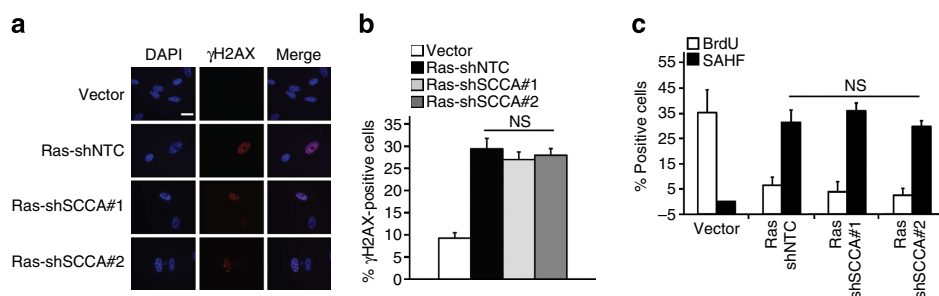 a
DAPI γH2AX Merge
Vector
Ras-shNTC
Ras-shSCCA#1
Ras-shSCCA#2
b
Vector
Ras-shNTC
Ras-shSCCA#1
Ras-shSCCA#2
NS
% γH2AX-positive cells
35
30
25
20
15
10
5
0
c
BrdU
SAHF
NS
% Positive cells
55
45
35
25
15
5
−5
Vector
Ras
shNTC
Ras
shSCCA#1
Ras
shSCCA#2